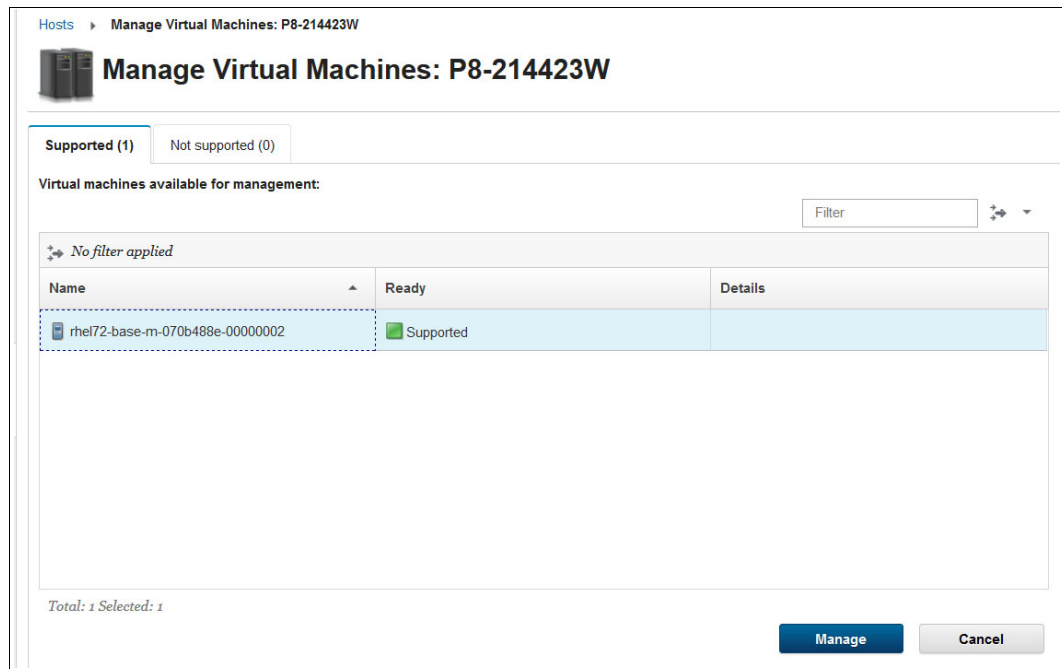 Hosts Manage Virtual Machines: P8-214423W
Manage Virtual Machines: P8-214423W
Supported (1) Not supported (0)
Virtual machines available for management:
Filter
No filter applied
Name Ready Details
rhel72-base-m-070b488e-00000002 Supported
Total: 1 Selected: 1
Manage Cancel